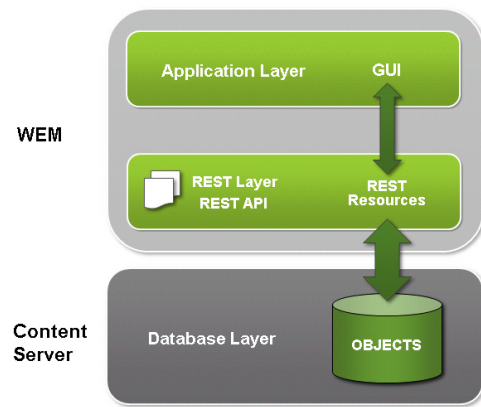 Application Layer
GUI
WEM
REST Layer
REST API
REST
Resources
Content
Server
Database Layer
OBJECTS